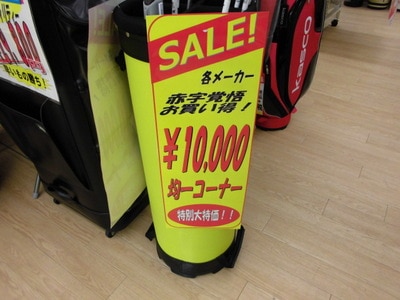 SALE!
各メーカー
赤字覚悟
お買い得!
¥10,000
均一コーナー
特別大特価!!
kasco